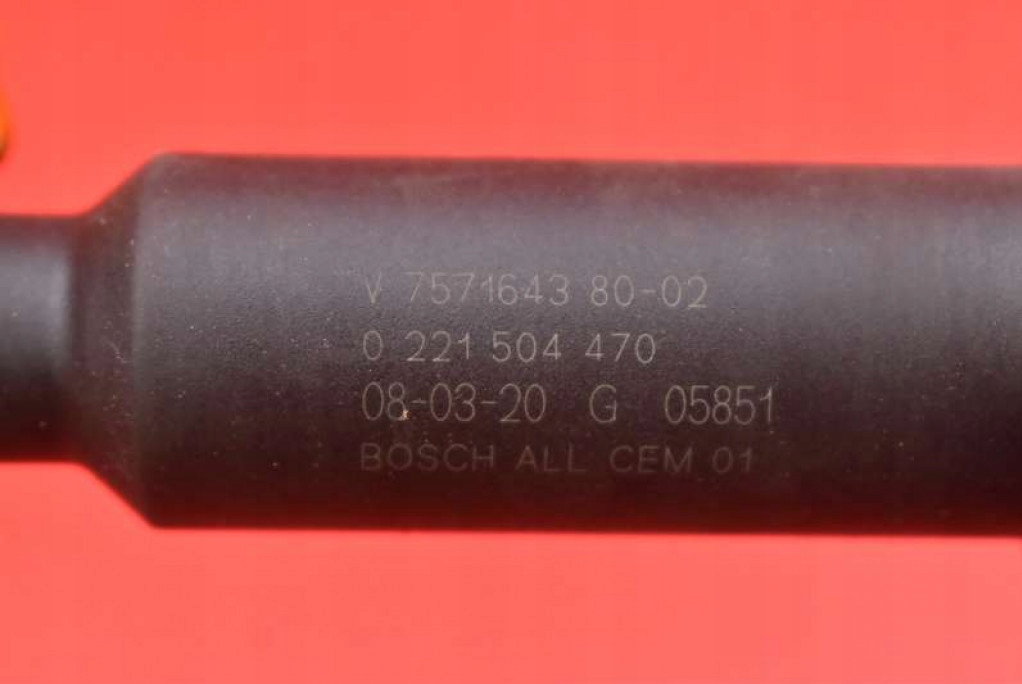 V 7571643 80-02
0 221 504 470
08-03-20 G 05851
BOSCH ALL CEM 01